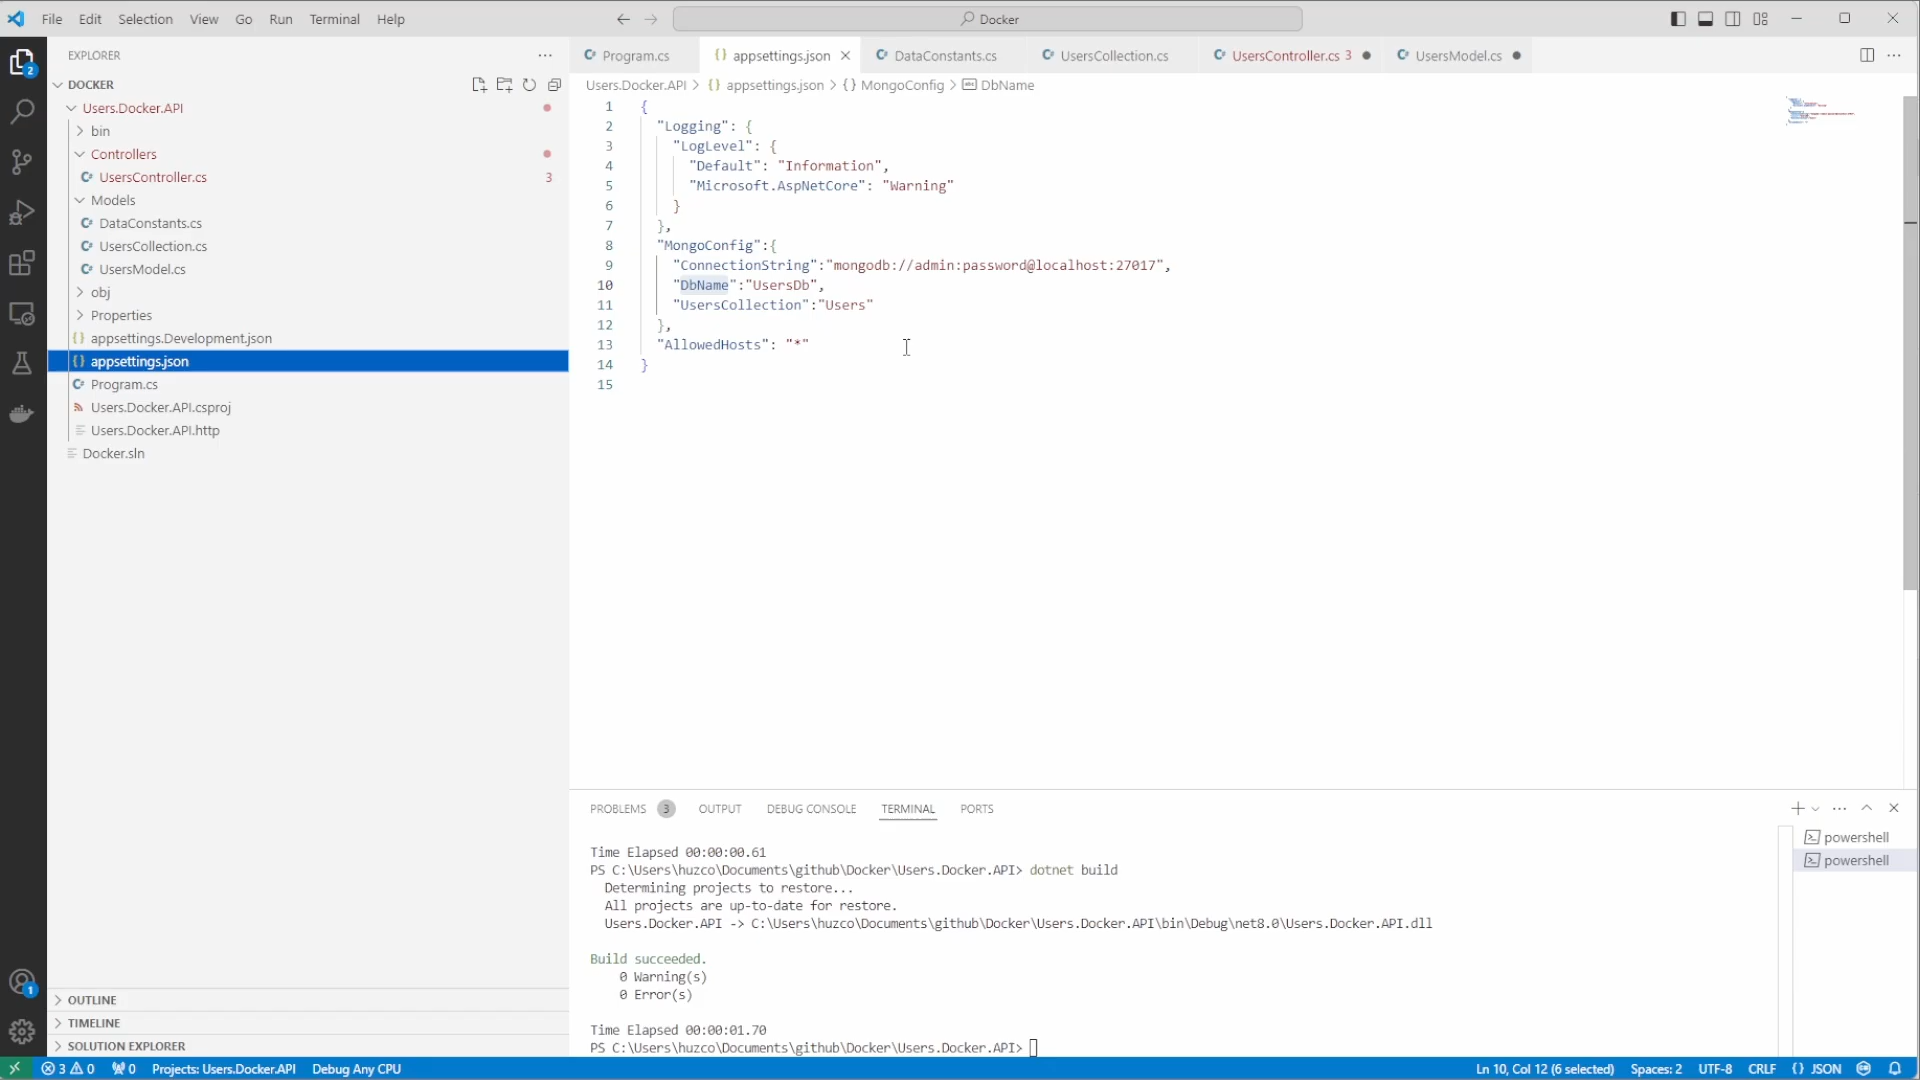 File Edit Selection View Go Run Terminal Help
Docker
EXPLORER
DOCKER
Users.Docker.API
bin
Controllers
UsersController.cs 3
Models
DataConstants.cs
UsersCollection.cs
UsersModel.cs
obj
Properties
appsettings.Development.json
appsettings.json
Program.cs
Users.Docker.API.csproj
Users.Docker.API.http
Docker.sln
OUTLINE
TIMELINE
SOLUTION EXPLORER
2
1
Program.cs appsettings.json DataConstants.cs UsersCollection.cs UsersController.cs 3 UsersModel.cs
Users.Docker.API > {} appsettings.json > {} MongoConfig > DbName
1 {
2 "Logging": {
3 "LogLevel": {
4 "Default": "Information",
5 "Microsoft.AspNetCore": "Warning"
6 }
7 },
8 "MongoConfig":{
9 "ConnectionString":"mongodb://admin:password@localhost:27017",
10 "DbName":"UsersDb",
11 "UsersCollection":"Users"
12 },
13 "AllowedHosts": "*"
14 }
15
PROBLEMS 3 OUTPUT DEBUG CONSOLE TERMINAL PORTS
Time Elapsed 00:00:00.61
PS C:\Users\huzco\Documents\github\Docker\Users.Docker.API> dotnet build
Determining projects to restore...
All projects are up-to-date for restore.
Users.Docker.API -> C:\Users\huzco\Documents\github\Docker\Users.Docker.API\bin\Debug\net8.0\Users.Docker.API.dll
Build succeeded.
0 Warning(s)
0 Error(s)
Time Elapsed 00:00:01.70
PS C:\Users\huzco\Documents\github\Docker\Users.Docker.API>
powershell
powershell
3 0 0 Projects: Users.Docker.API Debug Any CPU Ln 10, Col 12 (6 selected) Spaces: 2 UTF-8 CRLF {} JSON